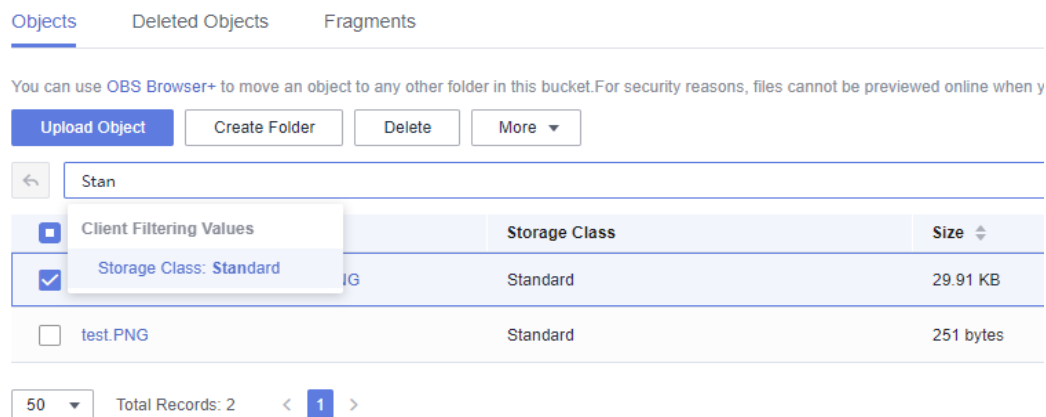 Objects Deleted Objects Fragments
You can use OBS Browser+ to move an object to any other folder in this bucket.For security reasons, files cannot be previewed online when y
Upload Object Create Folder Delete More
Stan
Client Filtering Values
Storage Class Size
Storage Class: Standard
NG Standard 29.91 KB
test.PNG Standard 251 bytes
50 Total Records: 2 < 1 >